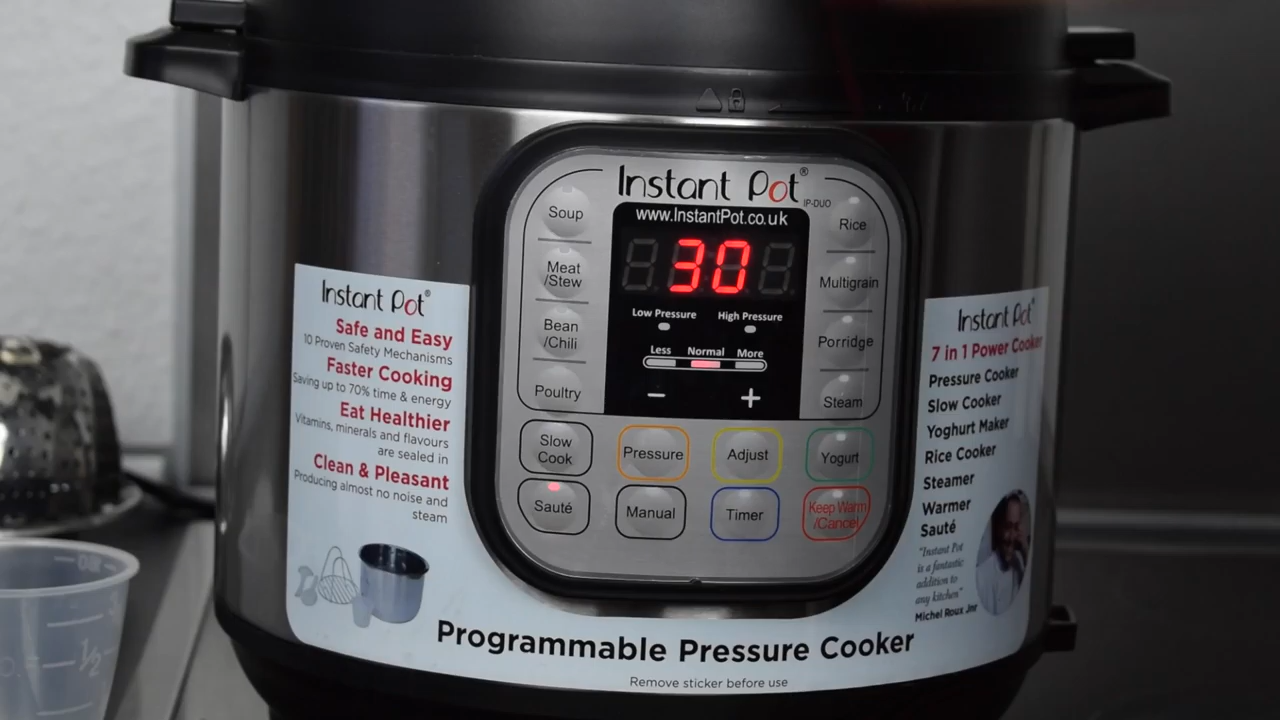 Instant Pot®
IP-DUO
www.InstantPot.co.uk
30
Low Pressure High Pressure
Less Normal More
− +
Soup
Meat
/Stew
Bean
/Chili
Poultry
Rice
Multigrain
Porridge
Steam
Slow
Cook
Pressure
Adjust
Yogurt
Sauté
Manual
Timer
Keep Warm
/Cancel
Instant Pot®
Safe and Easy
10 Proven Safety Mechanisms
Faster Cooking
Saving up to 70% time & energy
Eat Healthier
Vitamins, minerals and flavours
are sealed in
Clean & Pleasant
Producing almost no noise and
steam
Instant Pot®
7 in 1 Power Cooker
Pressure Cooker
Slow Cooker
Yoghurt Maker
Rice Cooker
Steamer
Warmer
Sauté
"Instant Pot
is a fantastic
addition to
any kitchen"
Michel Roux Jnr
Programmable Pressure Cooker
Remove sticker before use
1/2